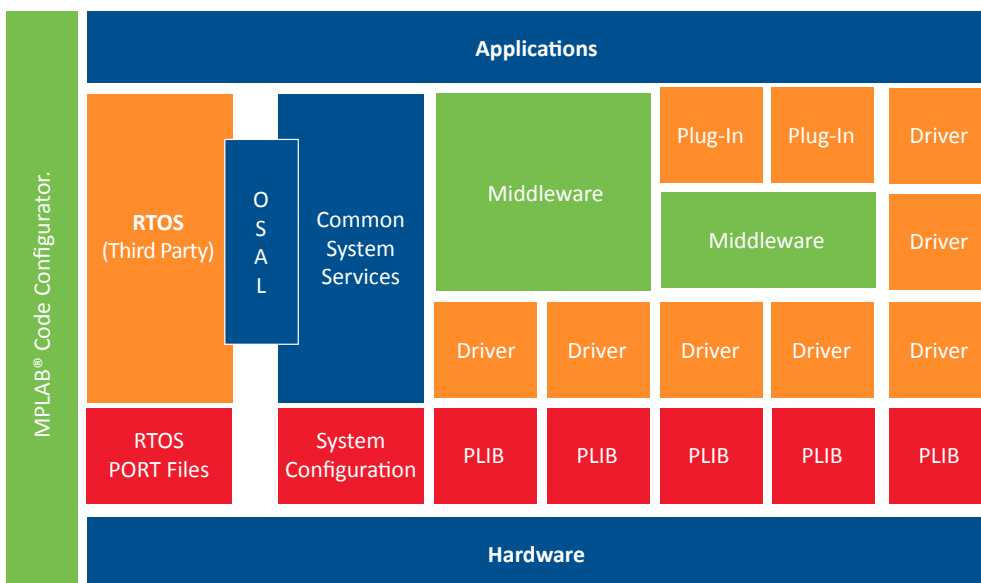 MPLAB® Code Configurator.
Applications
RTOS
(Third Party)
O
S
A
L
Common
System
Services
Middleware
Plug-In
Plug-In
Driver
Middleware
Driver
Driver
Driver
Driver
Driver
Driver
RTOS
PORT Files
System
Configuration
PLIB
PLIB
PLIB
PLIB
PLIB
Hardware